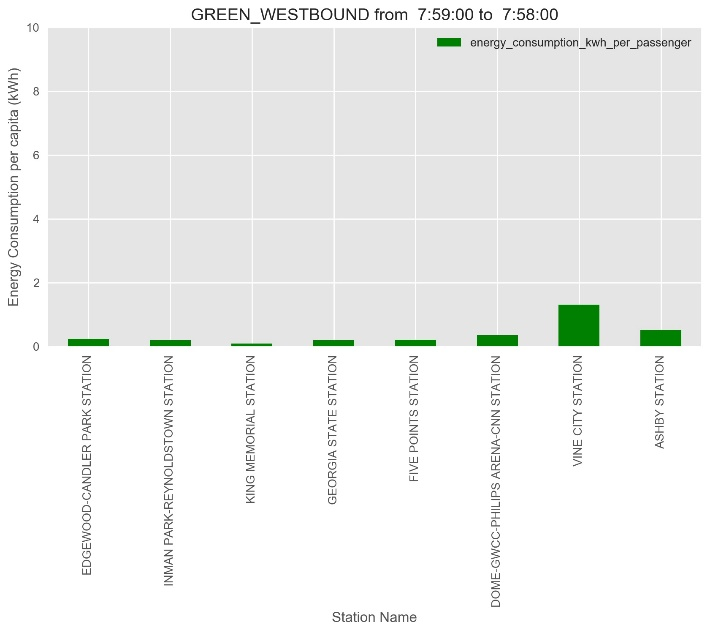 GREEN_WESTBOUND from  7:59:00 to  7:58:00
energy_consumption_kwh_per_passenger
Energy Consumption per capita (kWh)
10
8
6
4
2
0
EDGEWOOD-CANDLER PARK STATION
INMAN PARK-REYNOLDSTOWN STATION
KING MEMORIAL STATION
GEORGIA STATE STATION
FIVE POINTS STATION
DOME-GWCC-PHILIPS ARENA-CNN STATION
VINE CITY STATION
ASHBY STATION
Station Name